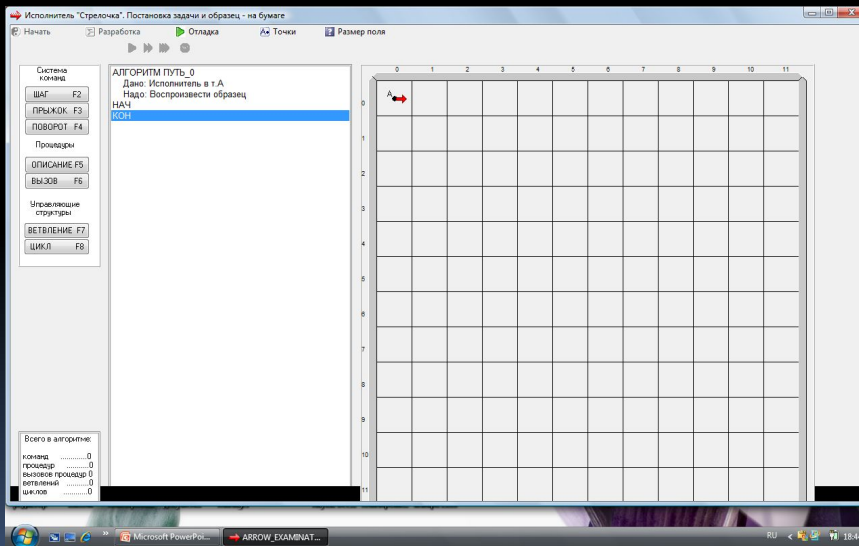 Исполнитель "Стрелочка". Постановка задачи и образец - на бумаге
Начать Разработка Отладка Точки Размер поля
Система
команд
ШАГ F2
ПРЫЖОК F3
ПОВОРОТ F4
Процедуры
ОПИСАНИЕ F5
ВЫЗОВ F6
Управляющие
структуры
ВЕТВЛЕНИЕ F7
ЦИКЛ F8
АЛГОРИТМ ПУТЬ_0
Дано: Исполнитель в т.А
Надо: Воспроизвести образец
НАЧ
КОН
0 1 2 3 4 5 6 7 8 9 10 11
A
0
1
2
3
4
5
6
7
8
9
10
11
Всего в алгоритме:
команд .............0
процедур ...........0
вызовов процедур 0
ветвлений .....0
циклов ............0
Microsoft PowerPoi... ARROW_EXAMINAT... RU